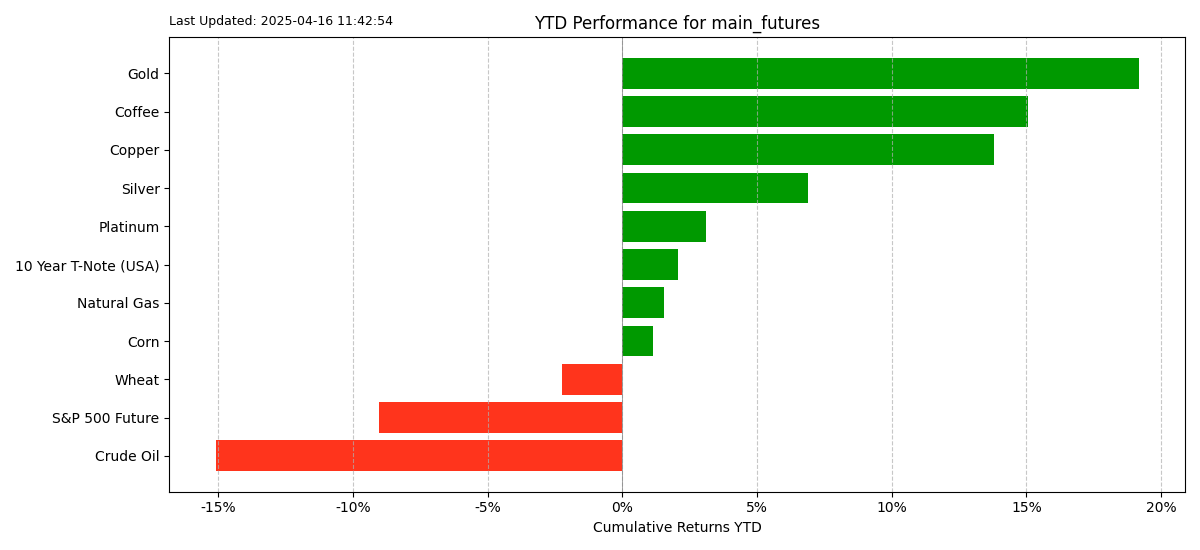 Last Updated: 2025-04-16 11:42:54
YTD Performance for main_futures
Gold
Coffee
Copper
Silver
Platinum
10 Year T-Note (USA)
Natural Gas
Corn
Wheat
S&P 500 Future
Crude Oil
-15% -10% -5% 0% 5% 10% 15% 20%
Cumulative Returns YTD